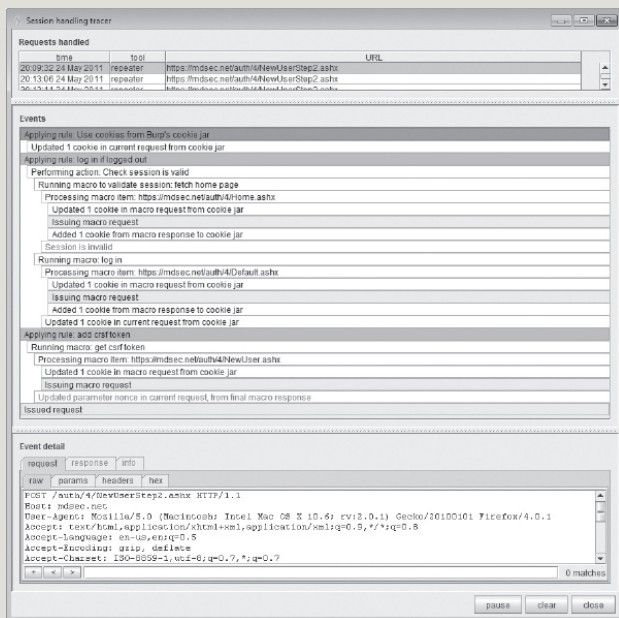 Session handling tracer
Requests handled
time tool URL
20:09:32 24 May 2011 repeater https://mdsec.net/auth/4/NewUserStep2.ashx
20:13:06 24 May 2011 repeater https://mdsec.net/auth/4/NewUserStep2.ashx
Events
Applying rule: Use cookies from Burp's cookie jar
Updated 1 cookie in current request from cookie jar
Applying rule: log in if logged out
Performing action: Check session is valid
Running macro to validate session: fetch home page
Processing macro item: https://mdsec.net/auth/4/Home.ashx
Updated 1 cookie in macro request from cookie jar
Issuing macro request
Added 1 cookie from macro response to cookie jar
Session is invalid
Running macro: log in
Processing macro item: https://mdsec.net/auth/4/Default.ashx
Updated 1 cookie in macro request from cookie jar
Issuing macro request
Added 1 cookie from macro response to cookie jar
Updated 1 cookie in current request from cookie jar
Applying rule: add crsf token
Running macro: get csrf token
Processing macro item: https://mdsec.net/auth/4/NewUser.ashx
Updated 1 cookie in macro request from cookie jar
Issuing macro request
Updated parameter nonce in current request, from final macro response
Issued request
Event detail
request response info
raw params headers hex
POST /auth/4/NewUserStep2.ashx HTTP/1.1
Host: mdsec.net
User-Agent: Mozilla/5.0 (Macintosh; Intel Mac OS X 10.6; rv:2.0.1) Gecko/20100101 Firefox/4.0.1
Accept: text/html,application/xhtml+xml,application/xml;q=0.9,*/*;q=0.8
Accept-Language: en-us,en;q=0.5
Accept-Encoding: gzip, deflate
Accept-Charset: ISO-8859-1,utf-8;q=0.7,*;q=0.7
+ < > 0 matches
pause clear close